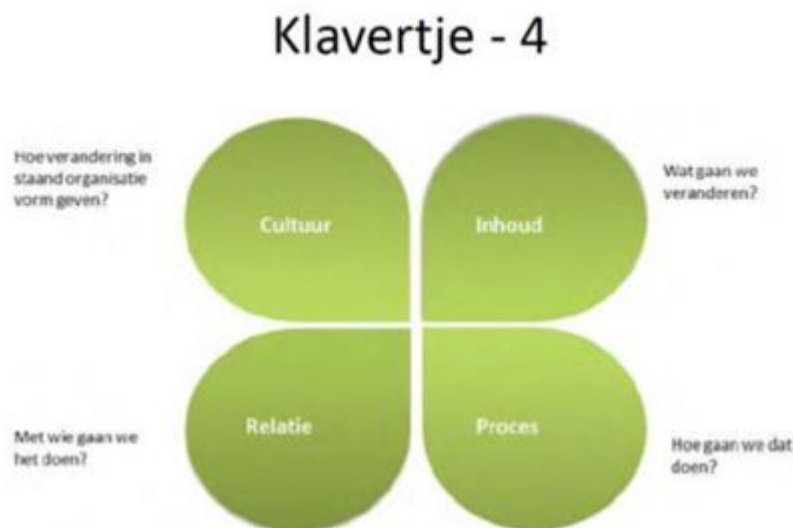 Klavertje - 4
Hoe verandering in
staand organisatie
vorm geven?
Cultuur
Inhoud
Wat gaan we
veranderen?
Met wie gaan we
het doen?
Relatie
Proces
Hoe gaan we dat
doen?